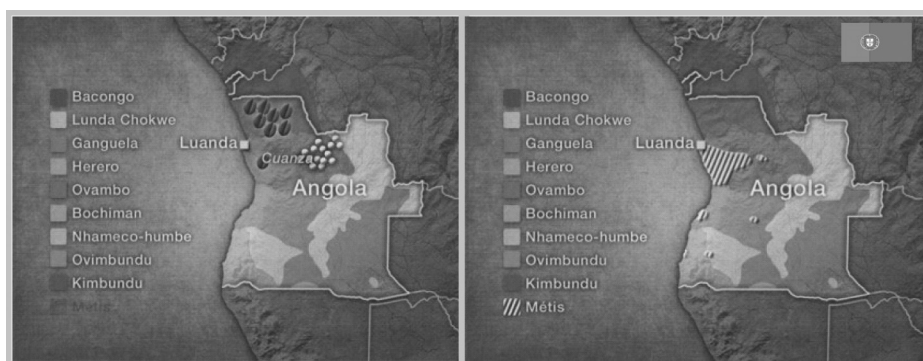 Bacongo
Lunda Chokwe
Ganguela
Herero
Ovambo
Bochiman
Nhameco-humbe
Ovimbundu
Kimbundu
Métis
Luanda
Cuanza
Angola
Bacongo
Lunda Chokwe
Ganguela
Herero
Ovambo
Bochiman
Nhameco-humbe
Ovimbundu
Kimbundu
Métis
Luanda
Angola